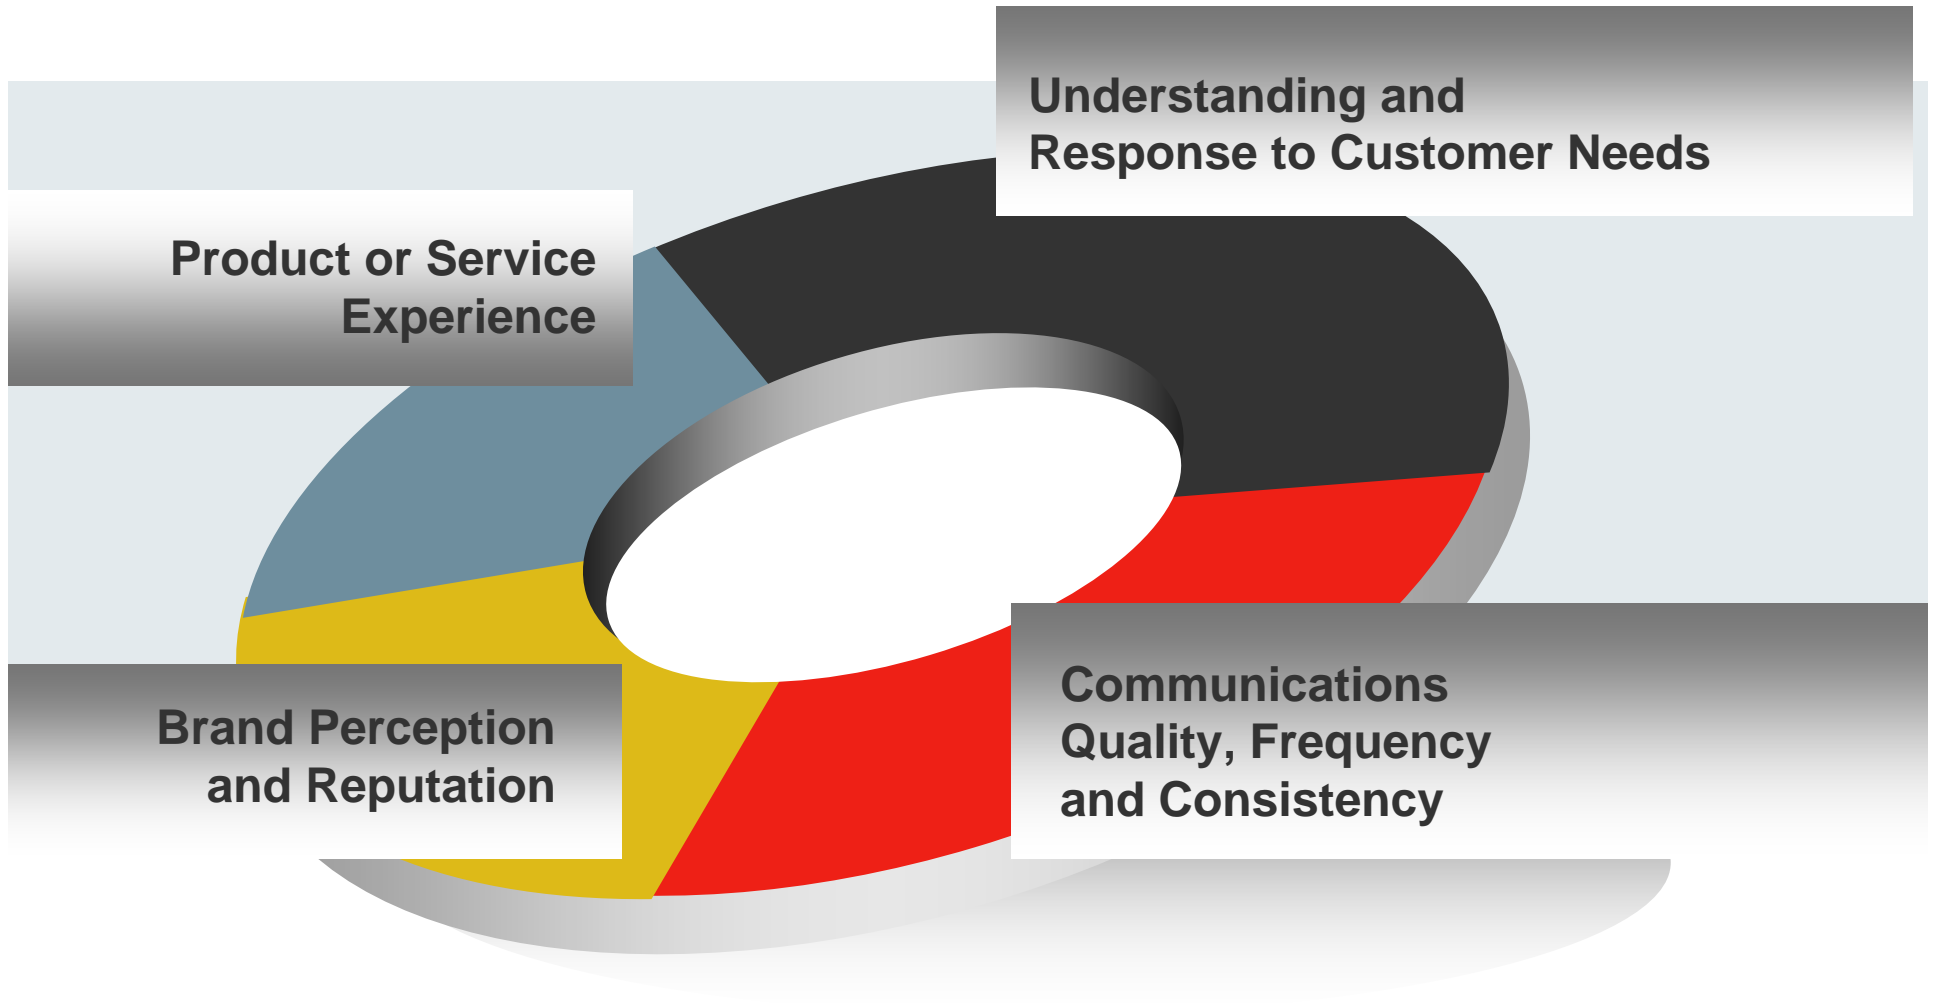 Understanding and
Response to Customer Needs
Product or Service
Experience
Brand Perception
and Reputation
Communications
Quality, Frequency
and Consistency